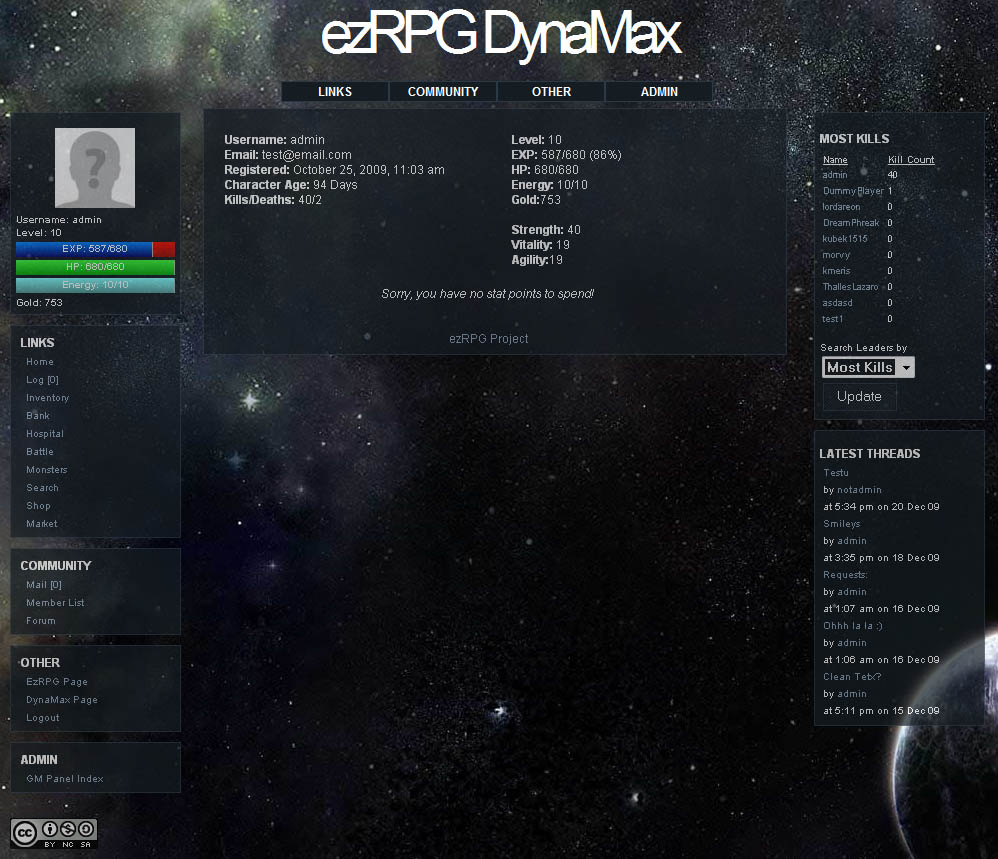 ezRPG DynaMax
LINKS COMMUNITY OTHER ADMIN
?
Username: admin
Level: 10
EXP: 587/680
HP: 680/680
Energy: 10/10
Gold: 753
LINKS
Home
Log [0]
Inventory
Bank
Hospital
Battle
Monsters
Search
Shop
Market
COMMUNITY
Mail [0]
Member List
Forum
OTHER
EzRPG Page
DynaMax Page
Logout
ADMIN
GM Panel Index
cc
BY NC SA
Username: admin
Email: test@email.com
Registered: October 25, 2009, 11:03 am
Character Age: 94 Days
Kills/Deaths: 40/2
Level: 10
EXP: 587/680 (86%)
HP: 680/680
Energy: 10/10
Gold:753
Strength: 40
Vitality: 19
Agility:19
Sorry, you have no stat points to spend!
ezRPG Project
MOST KILLS
Name Kill Count
admin 40
DummyPlayer 1
lordareon 0
DreamPhreak 0
kubek1515 0
morvy 0
kmeris 0
ThallesLazaro 0
asdasd 0
test1 0
Search Leaders by
Most Kills
Update
LATEST THREADS
Testu
by notadmin
at 5:34 pm on 20 Dec 09
Smileys
by admin
at 3:35 pm on 18 Dec 09
Requests:
by admin
at 1:07 am on 16 Dec 09
Ohhh la la :)
by admin
at 1:06 am on 16 Dec 09
Clean Tetx?
by admin
at 5:11 pm on 15 Dec 09